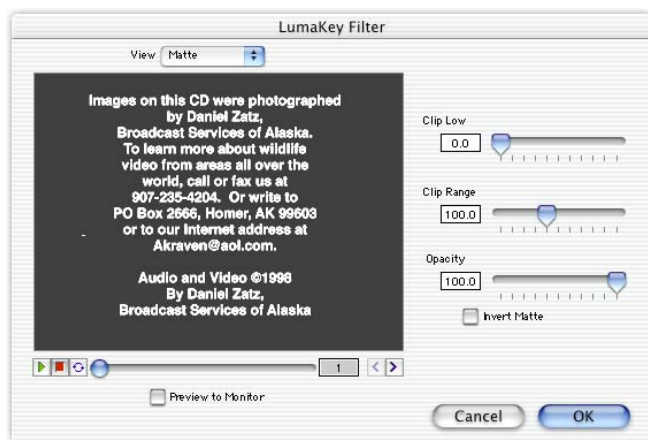 LumaKey Filter
View Matte
Images on this CD were photographed
by Daniel Zatz,
Broadcast Services of Alaska.
To learn more about wildlife
video from areas all over the
world, call or fax us at
907-235-4204. Or write to
PO Box 2666, Homer, AK 99603
or to our Internet address at
Akraven@aol.com.
Audio and Video ©1998
By Daniel Zatz,
Broadcast Services of Alaska
1
Preview to Monitor
Clip Low
0.0
Clip Range
100.0
Opacity
100.0
Invert Matte
Cancel
OK